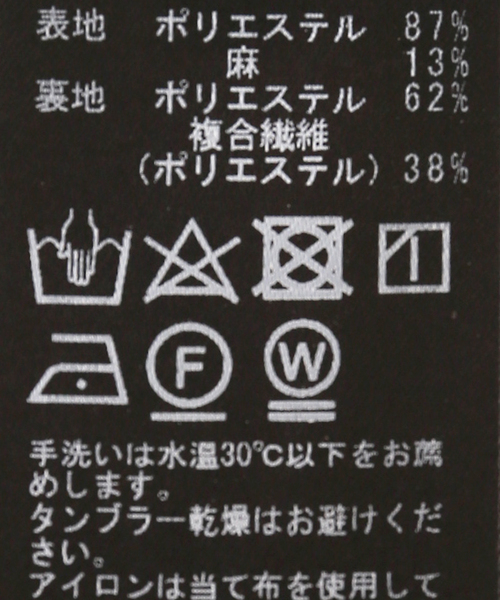 表地 ポリエステル 87%
麻 13%
裏地 ポリエステル 62%
複合繊維
(ポリエステル) 38%
F W
手洗いは水温30℃以下をお薦
めします。
タンブラー乾燥はお避けくだ
さい。
アイロンは当て布を使用して